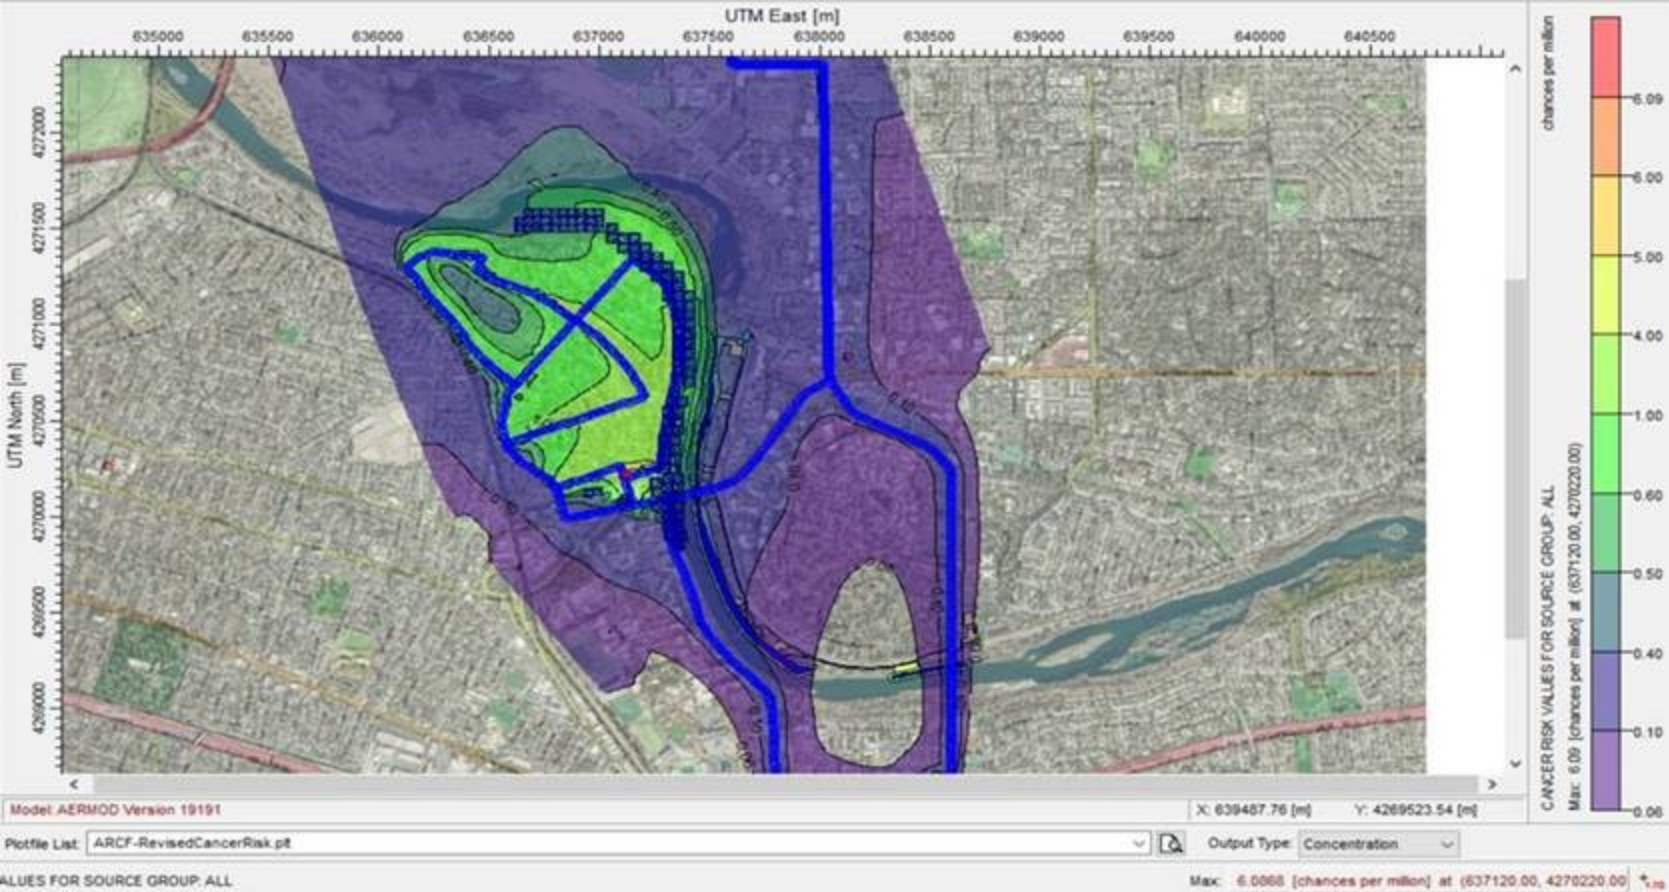 UTM East [m]
635000 635500 636000 636500 637000 637500 638000 638500 639000 639500 640000 640500
UTM North [m]
4272000
4271500
4271000
4270500
4270000
4269500
4269000
chances per million
6.09
6.00
5.00
4.00
1.00
0.60
0.50
0.40
0.10
0.06
CANCER RISK VALUES FOR SOURCE GROUP: ALL
Max: 6.09 [chances per million] at (637120.00, 4270220.00)
Model: AERMOD Version 19191
X: 639487.76 [m] Y: 4269523.54 [m]
Plotfile List: ARCF-RevisedCancerRisk.plt
Output Type: Concentration
ALUES FOR SOURCE GROUP: ALL
Max: 6.0868 [chances per million] at (637120.00, 4270220.00